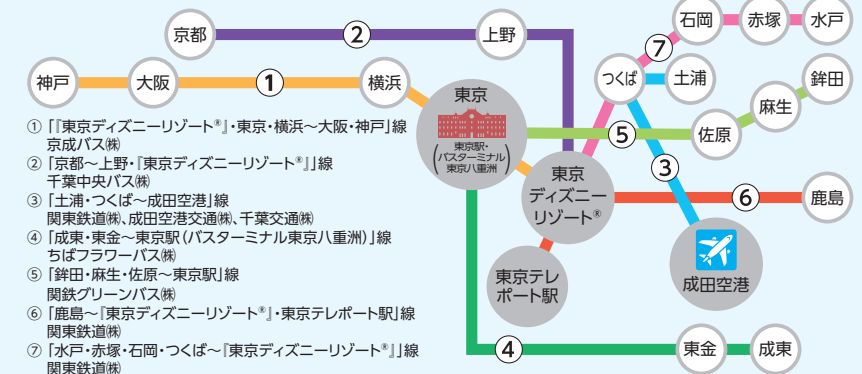 京都
②
上野
石岡
赤塚
水戸
⑦
神戸
大阪
①
横浜
東京
東京駅・
バスターミナル
東京八重洲
つくば
土浦
鉾田
麻生
佐原
⑤
③
東京
ディズニー
リゾート®
⑥
鹿島
東京テレ
ポート駅
成田空港
④
東金
成東
①「『東京ディズニーリゾート®』・東京・横浜～大阪・神戸」線
京成バス㈱
②「京都～上野・『東京ディズニーリゾート®』」線
千葉中央バス㈱
③「土浦・つくば～成田空港」線
関東鉄道㈱、成田空港交通㈱、千葉交通㈱
④「成東・東金～東京駅(バスターミナル東京八重洲)」線
ちばフラワーバス㈱
⑤「鉾田・麻生・佐原～東京駅」線
関鉄グリーンバス㈱
⑥「鹿島～『東京ディズニーリゾート®』・東京テレポート駅」線
関東鉄道㈱
⑦「水戸・赤塚・石岡・つくば～『東京ディズニーリゾート®』」線
関東鉄道㈱